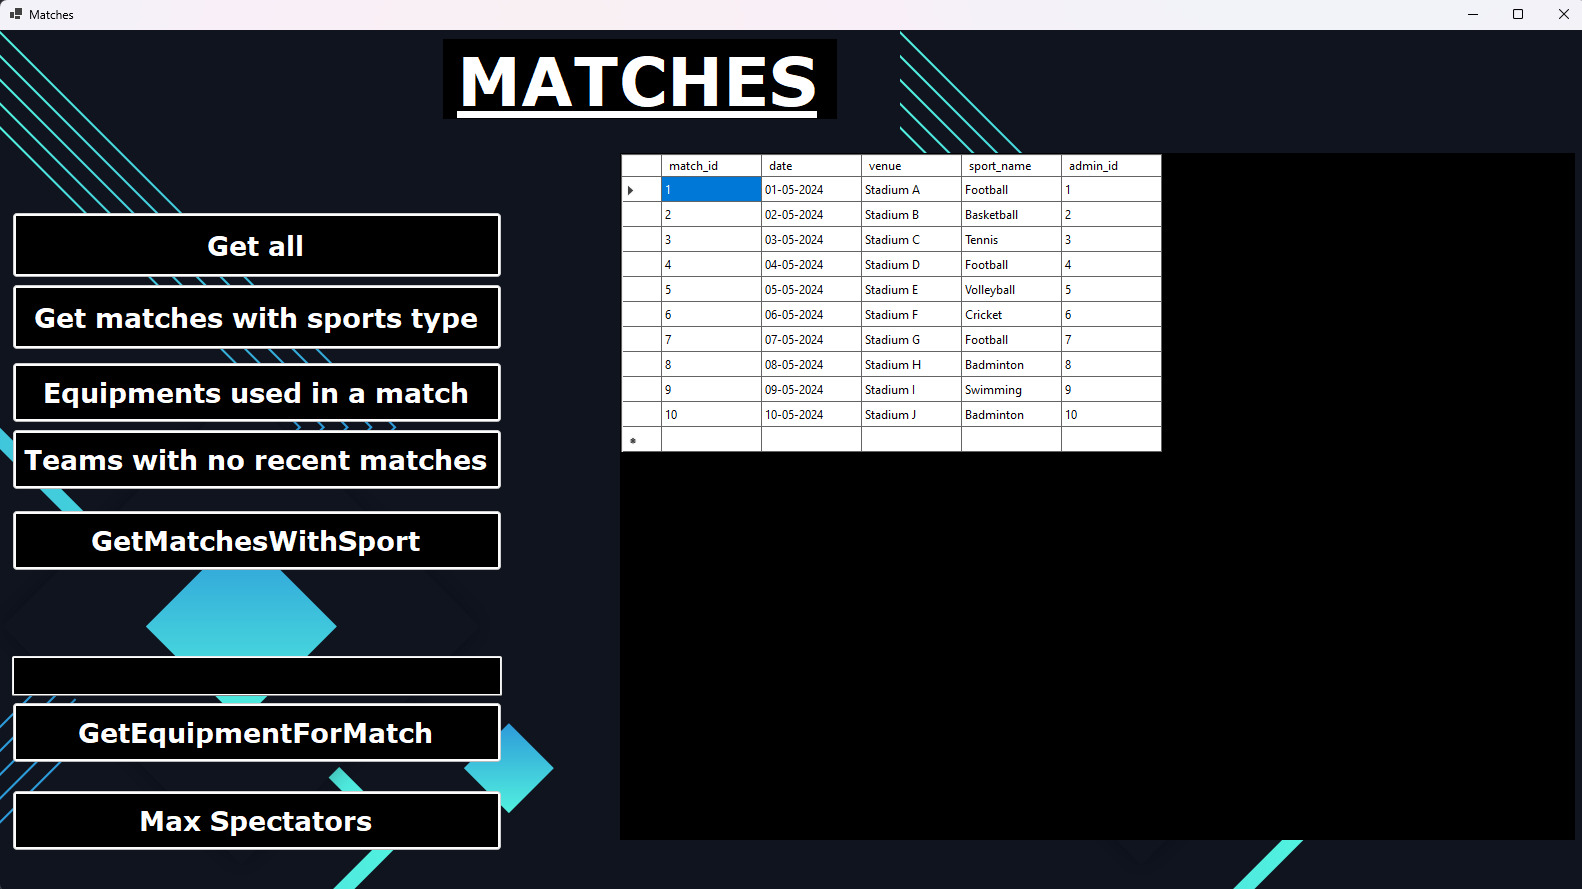 Matches
MATCHES
Get all
Get matches with sports type
Equipments used in a match
Teams with no recent matches
GetMatchesWithSport
GetEquipmentForMatch
Max Spectators
match_id date venue sport_name admin_id
1 01-05-2024 Stadium A Football 1
2 02-05-2024 Stadium B Basketball 2
3 03-05-2024 Stadium C Tennis 3
4 04-05-2024 Stadium D Football 4
5 05-05-2024 Stadium E Volleyball 5
6 06-05-2024 Stadium F Cricket 6
7 07-05-2024 Stadium G Football 7
8 08-05-2024 Stadium H Badminton 8
9 09-05-2024 Stadium I Swimming 9
10 10-05-2024 Stadium J Badminton 10